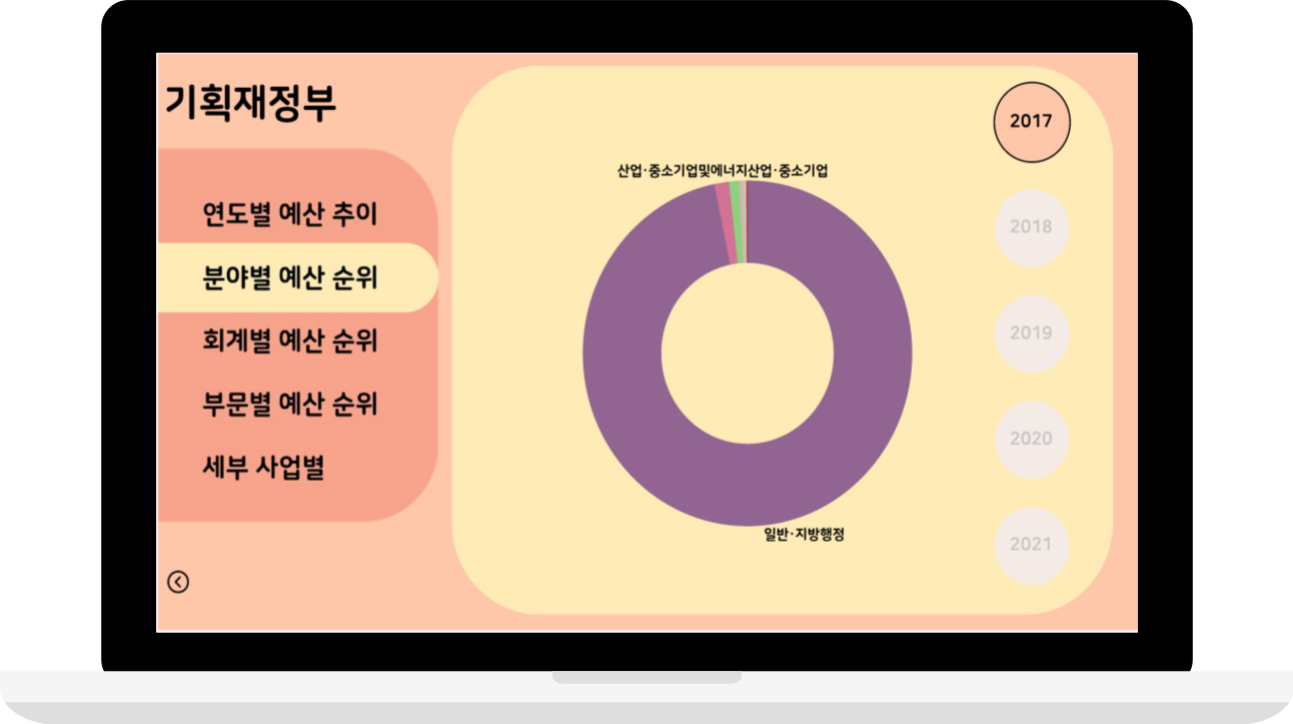 기획재정부
연도별 예산 추이
분야별 예산 순위
회계별 예산 순위
부문별 예산 순위
세부 사업별
산업·중소기업및에너지산업·중소기업
일반·지방행정
2017
2018
2019
2020
2021